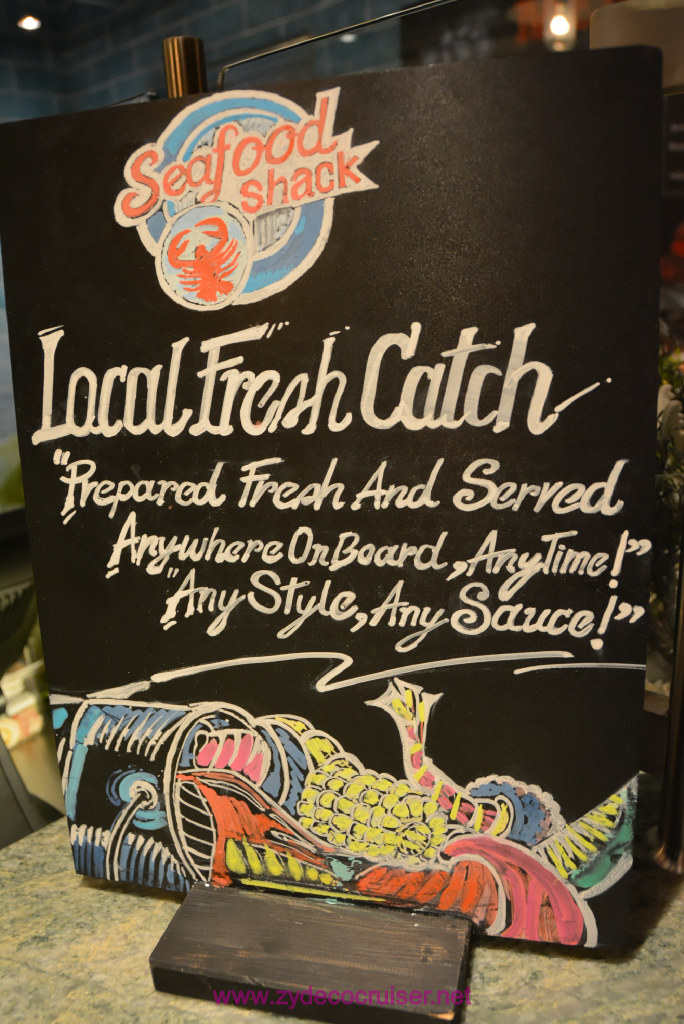 Seafood
shack
Local Fresh Catch
"Prepared Fresh And Served
Anywhere On Board, Any Time!"
"Any Style, Any Sauce!"
www.zydecocruiser.net